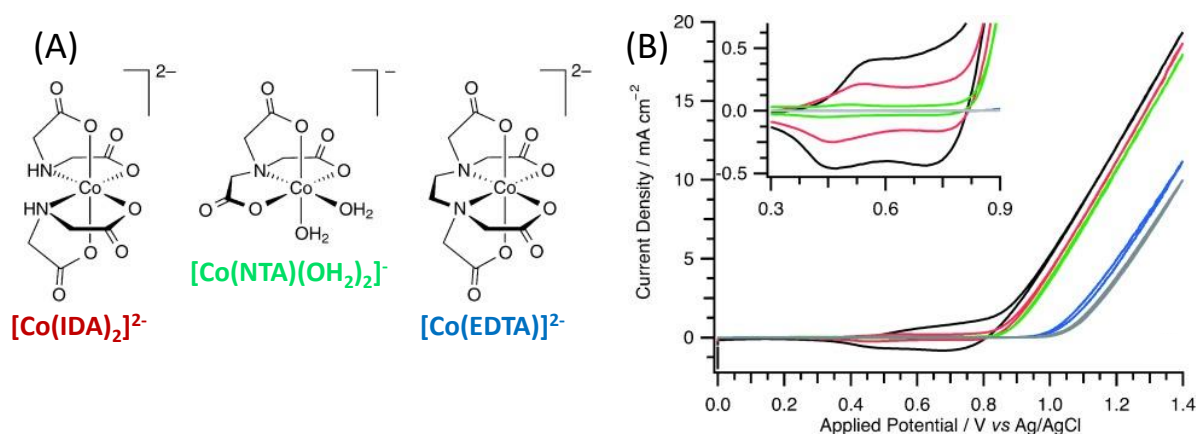 (A)
2–
O
O
O
O
HN
Co
HN
O
O
O
O
[Co(IDA)₂]²⁻
–
O
O
O
N
O
Co
O
O
OH₂
OH₂
[Co(NTA)(OH₂)₂]⁻
2–
O
O
O
N
O
Co
N
O
O
O
O
[Co(EDTA)]²⁻
(B)
Current Density / mA cm⁻²
20
15
10
5
0
0.5
0.0
-0.5
0.3 0.6 0.9
0.0 0.2 0.4 0.6 0.8 1.0 1.2 1.4
Applied Potential / V vs Ag/AgCl